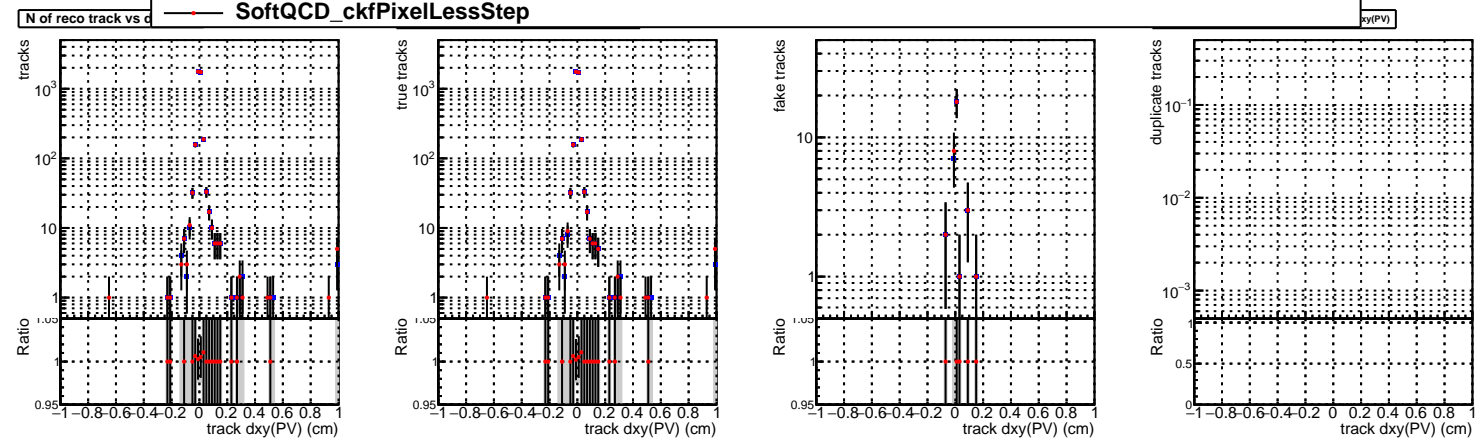 SoftQCD_ckfPixelLessStep
N of reco track vs d
xy(PV)
tracks
10³
10²
10
1
Ratio
1.05
1
0.95
−1 −0.8 −0.6 −0.4 −0.2 0 0.2 0.4 0.6 0.8 1
track dxy(PV) (cm)
true tracks
10³
10²
10
1
Ratio
1.05
1
0.95
−1 −0.8 −0.6 −0.4 −0.2 0 0.2 0.4 0.6 0.8 1
track dxy(PV) (cm)
fake tracks
10
1
Ratio
1.05
1
0.95
−1 −0.8 −0.6 −0.4 −0.2 0 0.2 0.4 0.6 0.8 1
track dxy(PV) (cm)
duplicate tracks
10⁻¹
10⁻²
10⁻³
Ratio
1
0.5
0
−1 −0.8 −0.6 −0.4 −0.2 0 0.2 0.4 0.6 0.8 1
track dxy(PV) (cm)